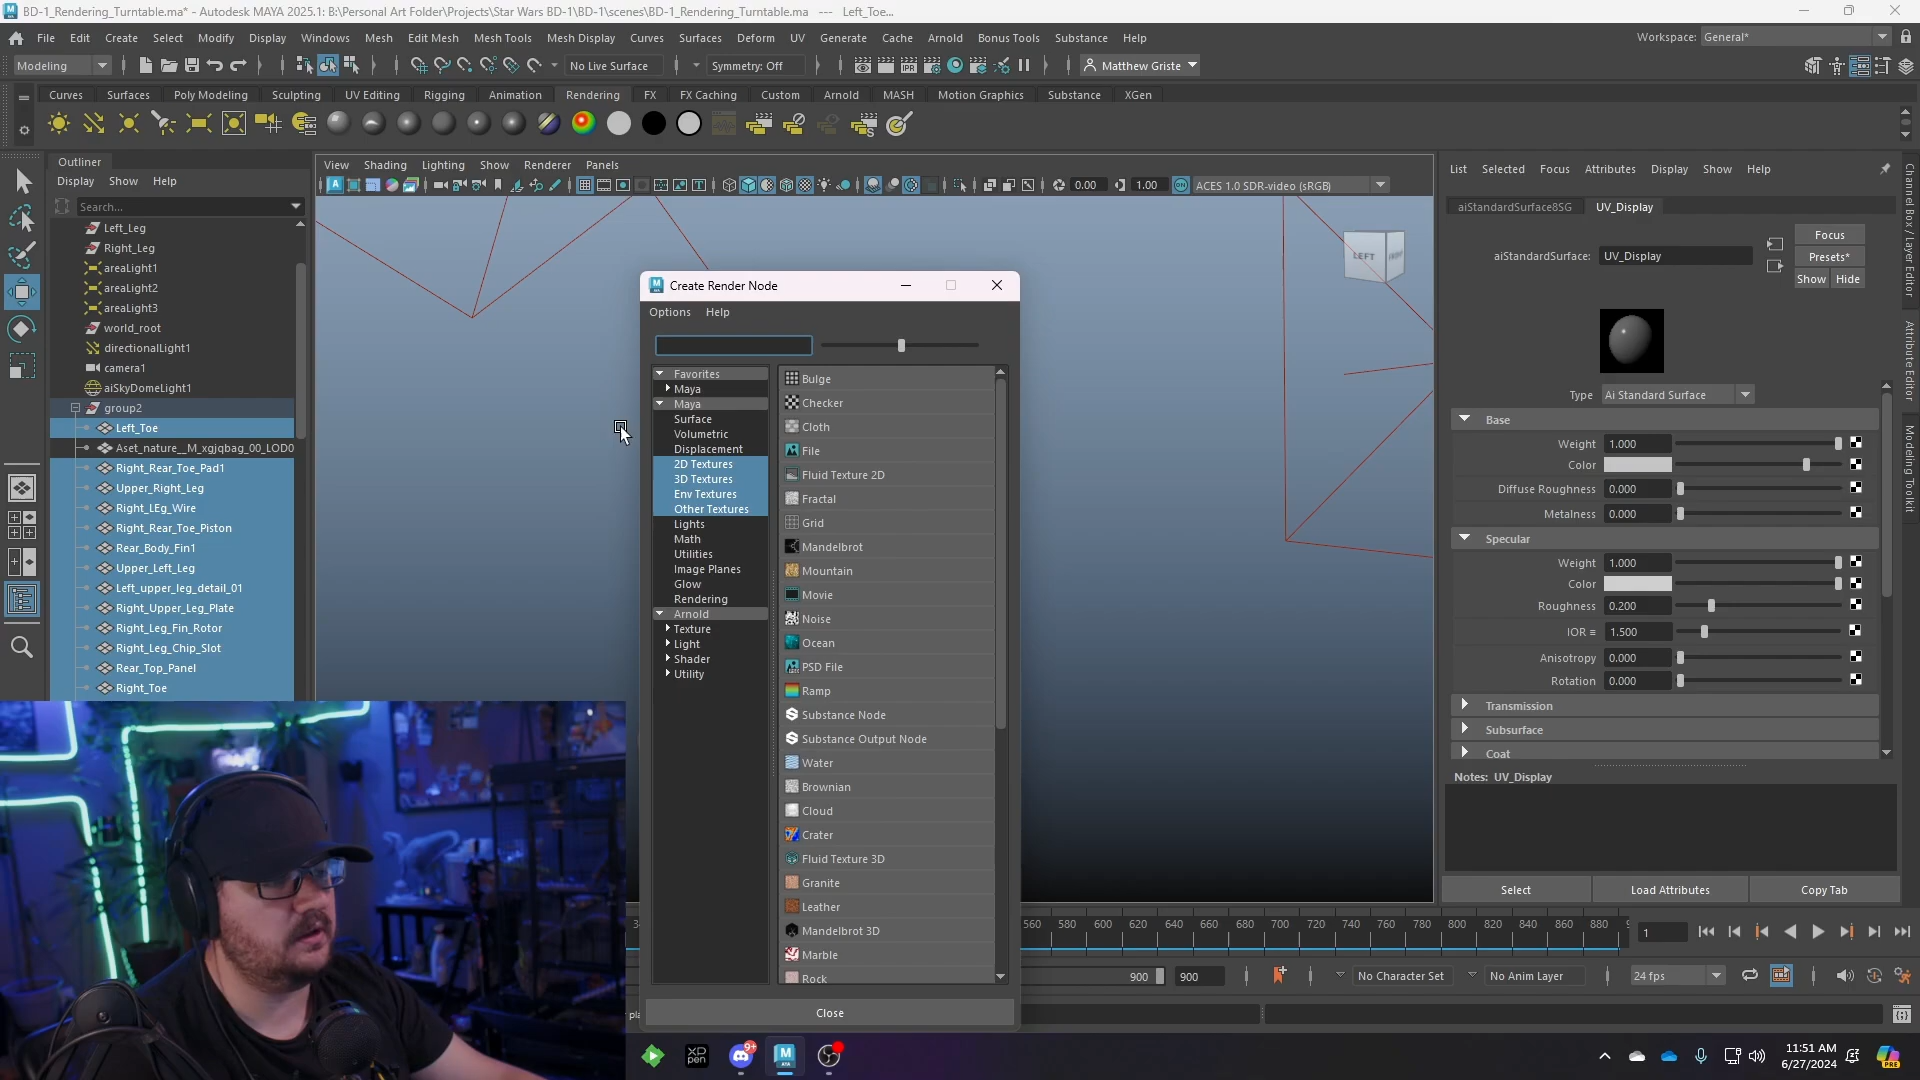 BD-1_Rendering_Turntable.ma* - Autodesk MAYA 2025.1: B:\Personal Art Folder\Projects\Star Wars BD-1\BD-1\scenes\BD-1_Rendering_Turntable.ma --- Left_Toe...
File Edit Create Select Modify Display Windows Mesh Edit Mesh Mesh Tools Mesh Display Curves Surfaces Deform UV Generate Cache Arnold Bonus Tools Substance Help
Workspace: General*
Modeling No Live Surface Symmetry: Off Matthew Griste
Curves Surfaces Poly Modeling Sculpting UV Editing Rigging Animation Rendering FX FX Caching Custom Arnold MASH Motion Graphics Substance XGen
Outliner
Display Show Help
Search...
Left_Leg
Right_Leg
areaLight1
areaLight2
areaLight3
world_root
directionalLight1
camera1
aiSkyDomeLight1
group2
Left_Toe
Aset_nature__M_xgjqbag_00_LOD0
Right_Rear_Toe_Pad1
Upper_Right_Leg
Right_LEg_Wire
Right_Rear_Toe_Piston
Rear_Body_Fin1
Upper_Left_Leg
Left_upper_leg_detail_01
Right_Upper_Leg_Plate
Right_Leg_Fin_Rotor
Right_Leg_Chip_Slot
Rear_Top_Panel
Right_Toe
View Shading Lighting Show Renderer Panels
0.00 1.00 ACES 1.0 SDR-video (sRGB)
LEFT
Create Render Node
Options Help
Favorites
Maya
Maya
Surface
Volumetric
Displacement
2D Textures
3D Textures
Env Textures
Other Textures
Lights
Math
Utilities
Image Planes
Glow
Rendering
Arnold
Texture
Light
Shader
Utility
Bulge
Checker
Cloth
File
Fluid Texture 2D
Fractal
Grid
Mandelbrot
Mountain
Movie
Noise
Ocean
PSD File
Ramp
Substance Node
Substance Output Node
Water
Brownian
Cloud
Crater
Fluid Texture 3D
Granite
Leather
Mandelbrot 3D
Marble
Rock
Close
List Selected Focus Attributes Display Show Help
aiStandardSurface8SG UV_Display
aiStandardSurface: UV_Display
Focus
Presets*
Show Hide
Type Ai Standard Surface
Base
Weight 1.000
Color
Diffuse Roughness 0.000
Metalness 0.000
Specular
Weight 1.000
Color
Roughness 0.200
IOR 1.500
Anisotropy 0.000
Rotation 0.000
Transmission
Subsurface
Coat
Notes: UV_Display
Select Load Attributes Copy Tab
Channel Box / Layer Editor
Attribute Editor
Modeling Toolkit
560 580 600 620 640 660 680 700 720 740 760 780 800 820 840 860 880
1
900 900 No Character Set No Anim Layer 24 fps
XP
PEN
9+
11:51 AM
6/27/2024